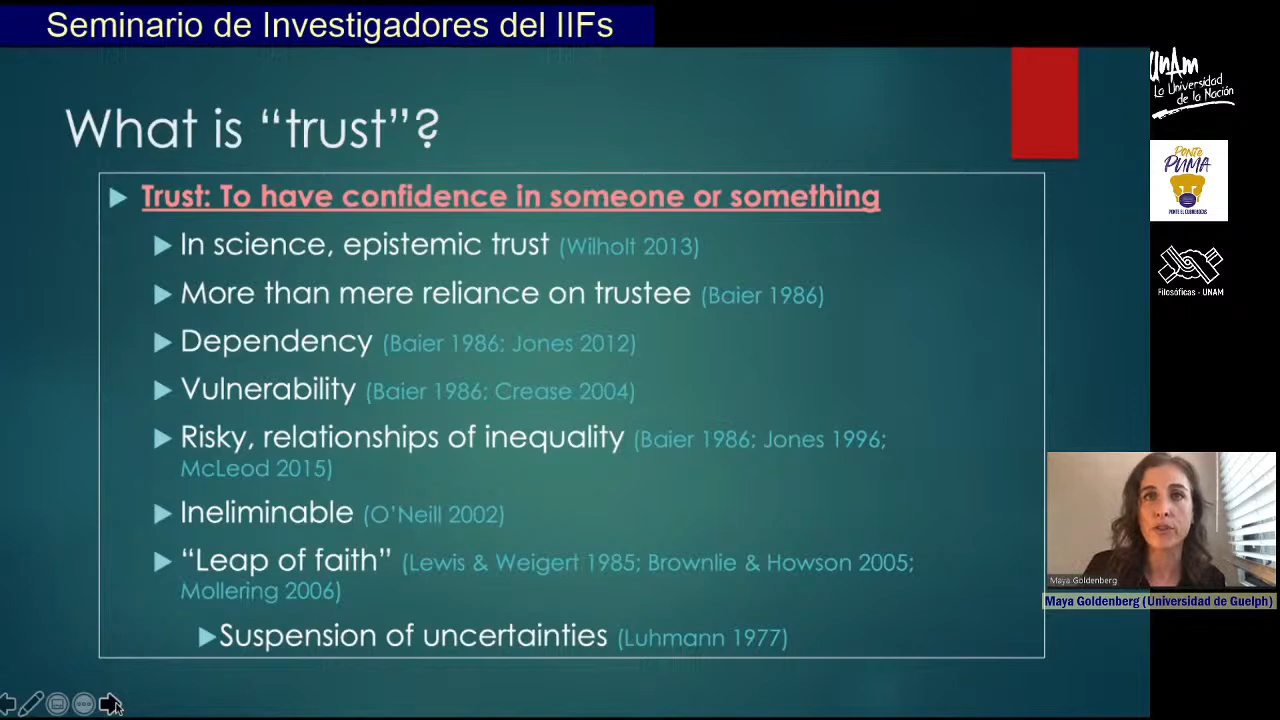 Seminario de Investigadores del IIFs
What is “trust”?
Trust: To have confidence in someone or something
In science, epistemic trust (Wilholt 2013)
More than mere reliance on trustee (Baier 1986)
Dependency (Baier 1986; Jones 2012)
Vulnerability (Baier 1986; Crease 2004)
Risky, relationships of inequality (Baier 1986; Jones 1996;
McLeod 2015)
Ineliminable (O’Neill 2002)
“Leap of faith” (Lewis & Weigert 1985; Brownlie & Howson 2005;
Mollering 2006)
Suspension of uncertainties (Luhmann 1977)
UnAm
La Universidad
de la Nación
PONTE
PUMA
PONTE EL CUBREBOCAS
Filosóficas - UNAM
Maya Goldenberg
Maya Goldenberg (Universidad de Guelph)